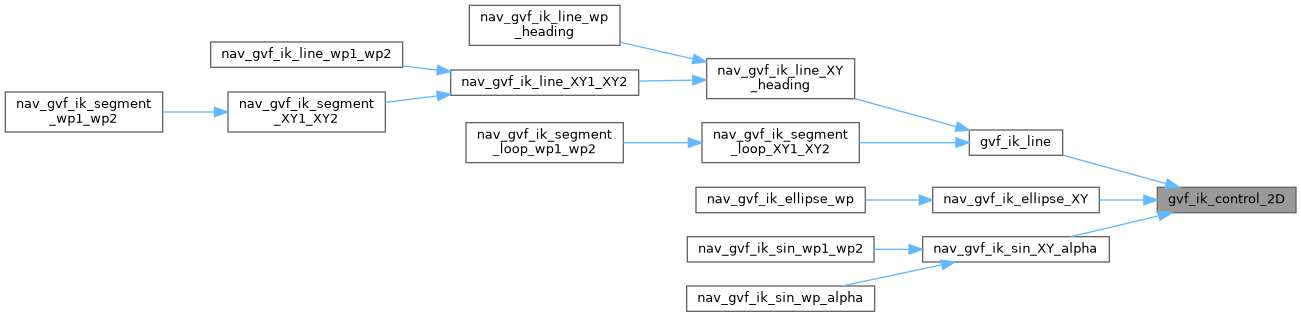 nav_gvf_ik_line_wp
_heading
nav_gvf_ik_line_wp1_wp2
nav_gvf_ik_line_XY1_XY2
nav_gvf_ik_line_XY
_heading
nav_gvf_ik_segment
_wp1_wp2
nav_gvf_ik_segment
_XY1_XY2
nav_gvf_ik_segment
_loop_wp1_wp2
nav_gvf_ik_segment
_loop_XY1_XY2
gvf_ik_line
nav_gvf_ik_ellipse_wp
nav_gvf_ik_ellipse_XY
gvf_ik_control_2D
nav_gvf_ik_sin_wp1_wp2
nav_gvf_ik_sin_XY_alpha
nav_gvf_ik_sin_wp_alpha